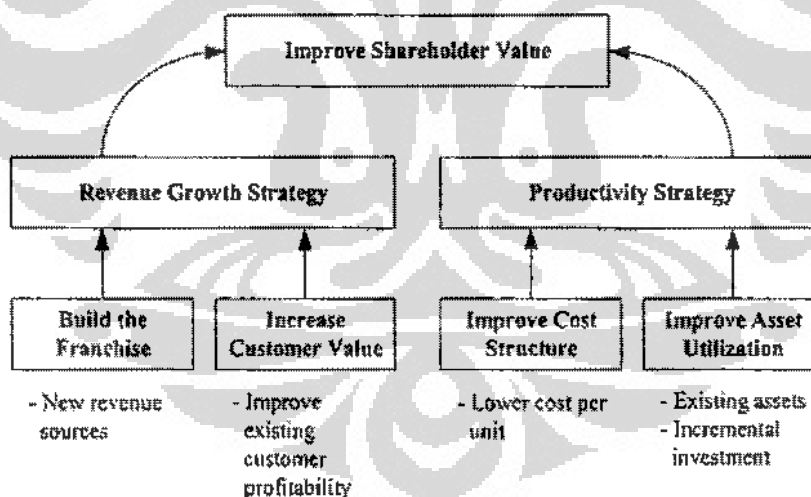 Improve Shareholder Value
Revenue Growth Strategy
Productivity Strategy
Build the
Franchise
Increase
Customer Value
Improve Cost
Structure
Improve Asset
Utilization
- New revenue
sources
- Improve
existing
customer
profitability
- Lower cost per
unit
- Existing assets
- Incremental
investment